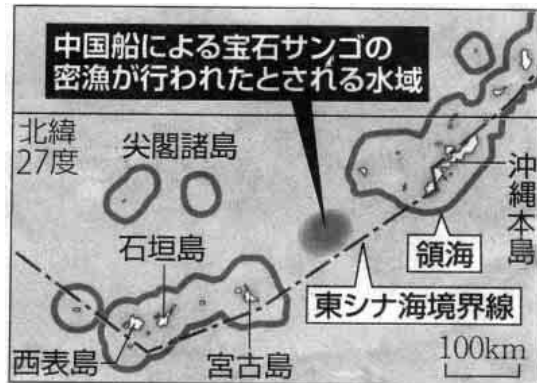 中国船による宝石サンゴの
密漁が行われたとされる水域
北緯
27度
尖閣諸島
沖縄本島
石垣島
領海
東シナ海境界線
西表島
宮古島
100km